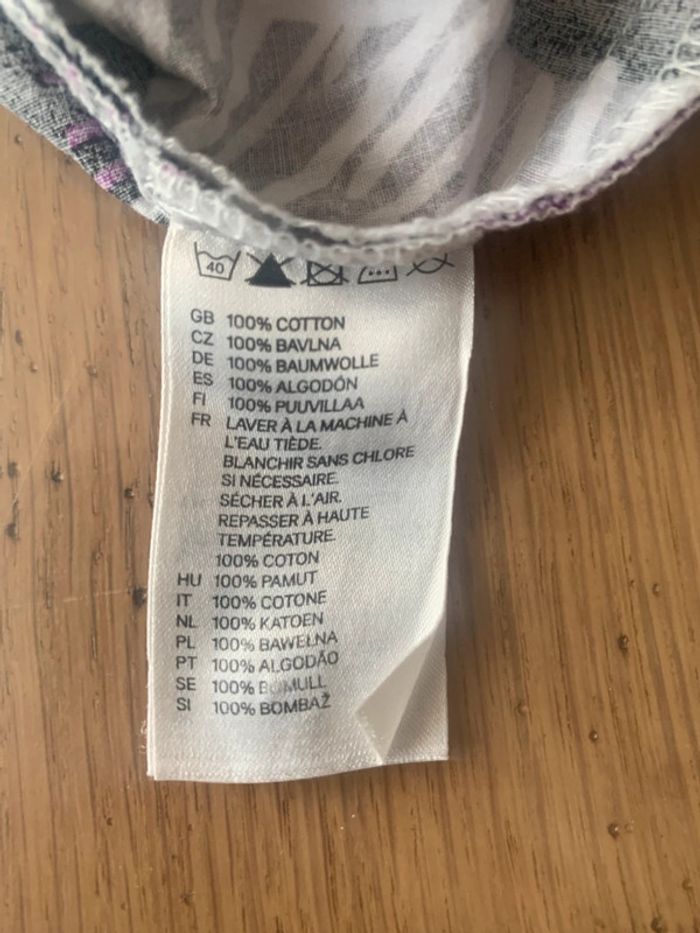 40
GB 100% COTTON
CZ 100% BAVLNA
DE 100% BAUMWOLLE
ES 100% ALGODÓN
FI 100% PUUVILLAA
FR LAVER À LA MACHINE À
L'EAU TIÈDE.
BLANCHIR SANS CHLORE
SI NÉCESSAIRE.
SÉCHER À L'AIR.
REPASSER À HAUTE
TEMPÉRATURE.
100% COTON
HU 100% PAMUT
IT 100% COTONE
NL 100% KATOEN
PL 100% BAWEŁNA
PT 100% ALGODÃO
SE 100% BOMULL
SI 100% BOMBAŽ